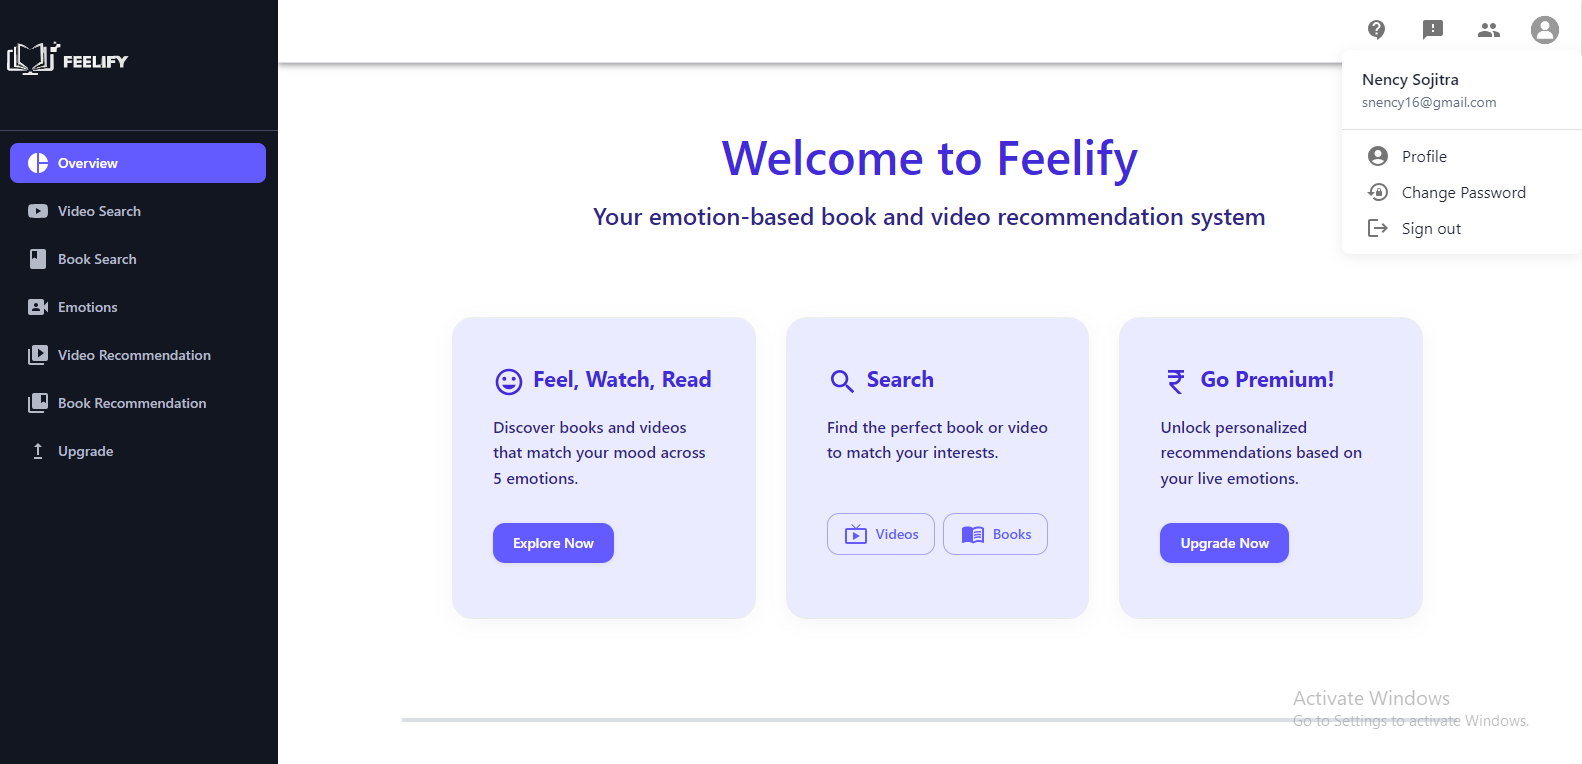 FEELIFY
Overview
Video Search
Book Search
Emotions
Video Recommendation
Book Recommendation
Upgrade
Nency Sojitra
snency16@gmail.com
Profile
Change Password
Sign out
Welcome to Feelify
Your emotion-based book and video recommendation system
Feel, Watch, Read
Discover books and videos
that match your mood across
5 emotions.
Explore Now
Search
Find the perfect book or video
to match your interests.
Videos
Books
₹ Go Premium!
Unlock personalized
recommendations based on
your live emotions.
Upgrade Now
Activate Windows
Go to Settings to activate Windows.